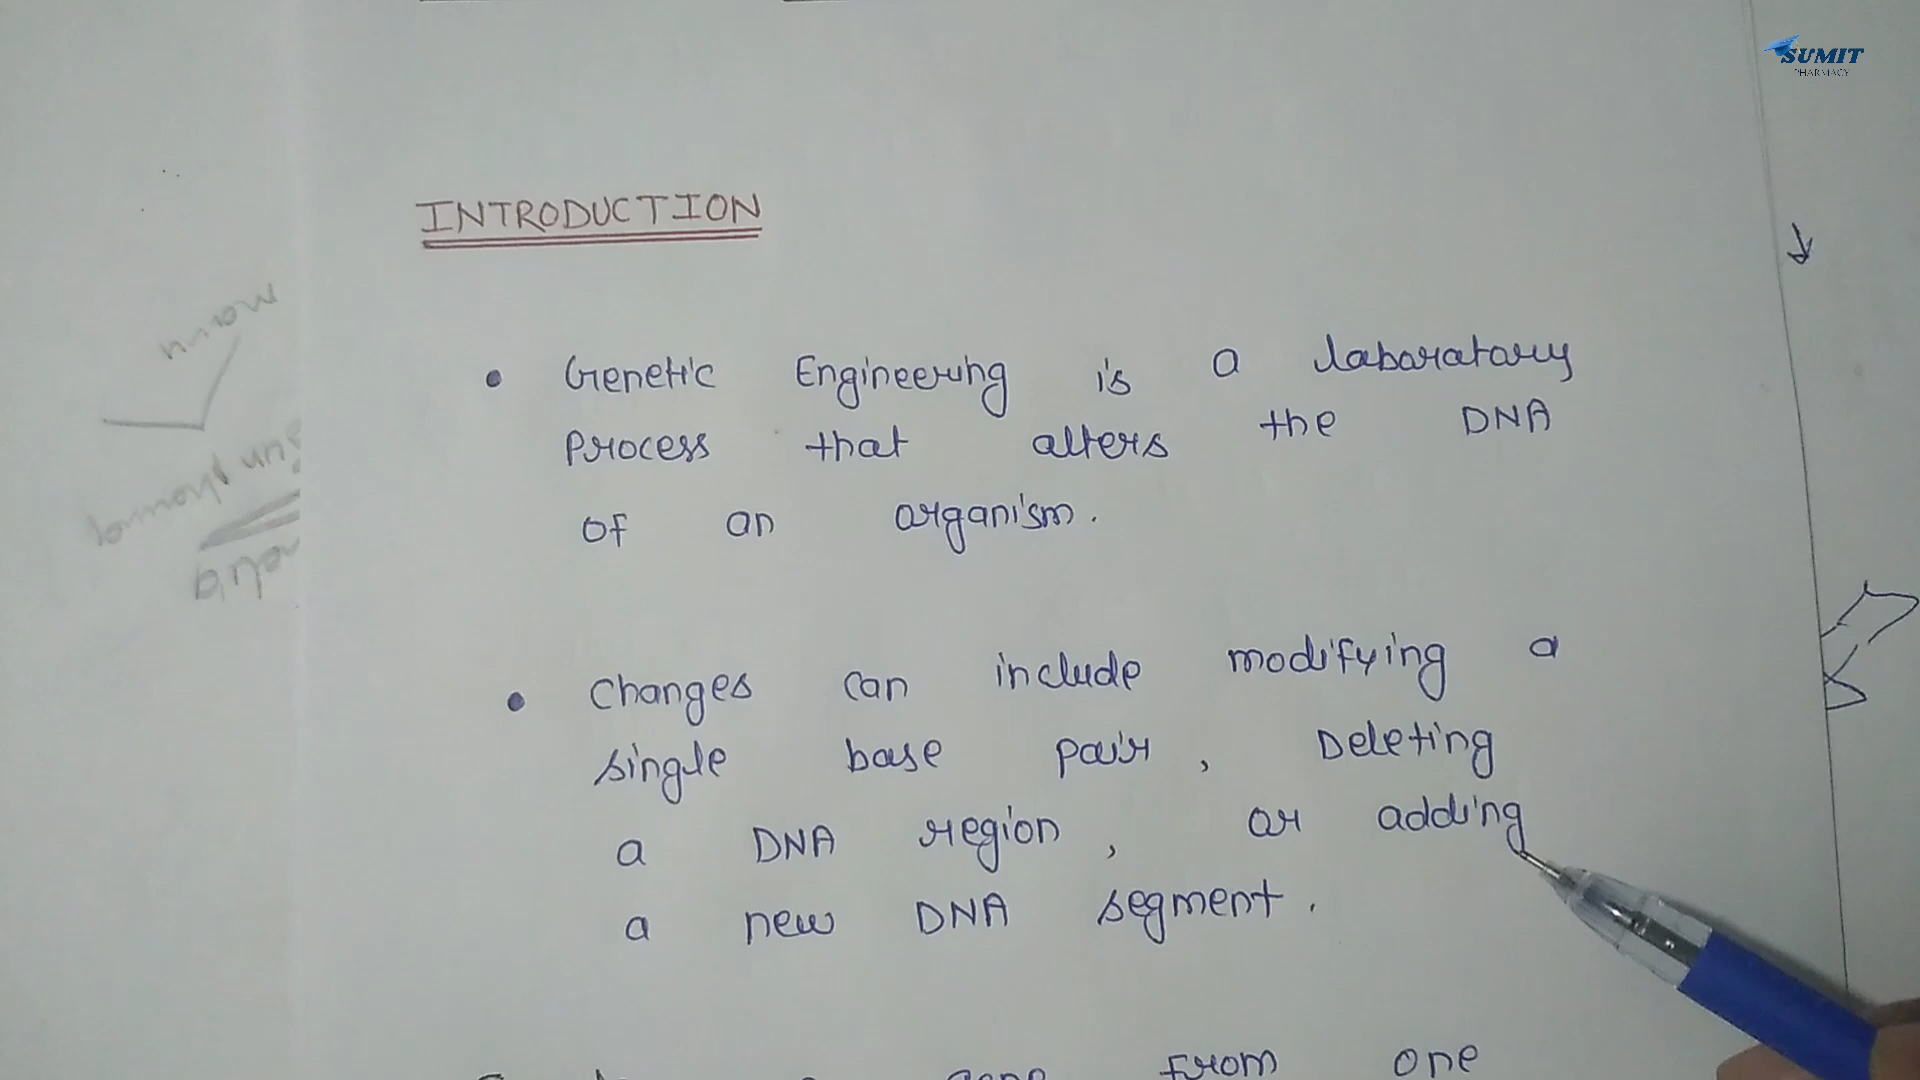 SUMIT
PHARMACY
INTRODUCTION
• Genetic Engineering is a laboratory
Process that alters the DNA
of an organism.
• Changes can include modifying a
single base pair, Deleting
a DNA region, or adding
a new DNA segment.
from one